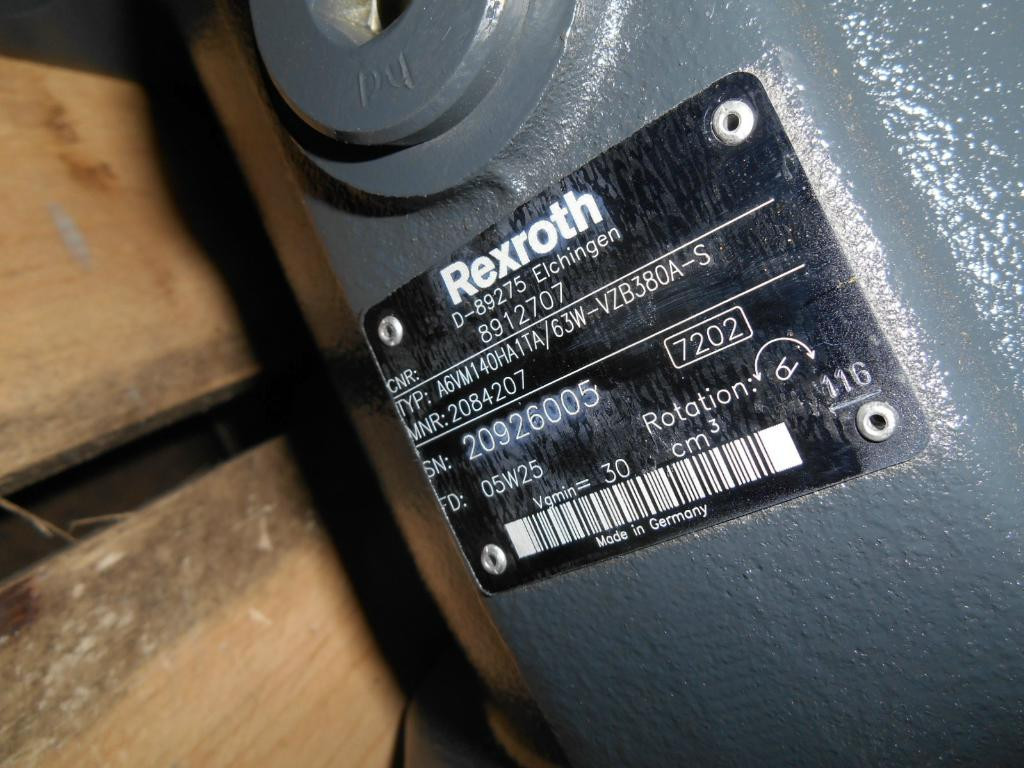 Rexroth
D-89275 Elchingen
CNR: 8912707
TYP: A6VM140HA1TA/63W-VZB380A-S
MNR: 2084207 7202
SN: 20926005 Rotation:
FD: 05W25 Vgmin= 30 cm³ 116
Made in Germany